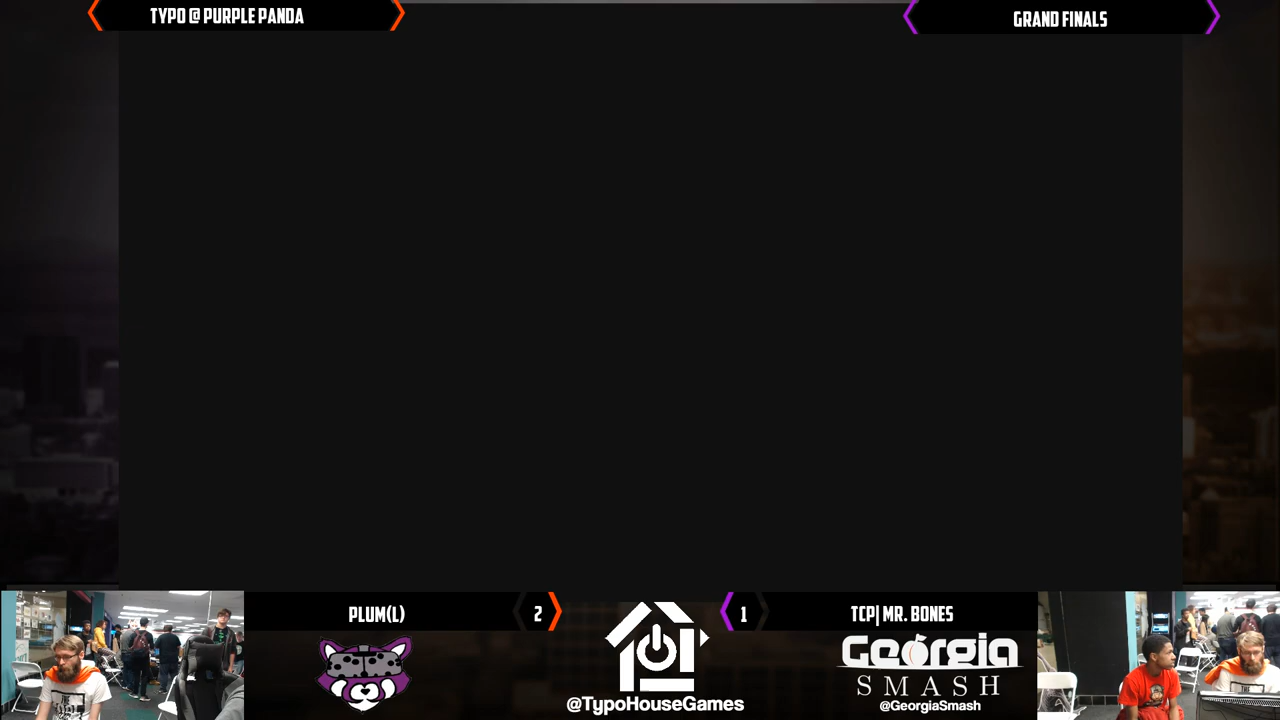 TYPO @ PURPLE PANDA
GRAND FINALS
PLUM(L)
2
1
TCP| MR. BONES
@TypoHouseGames
Georgia
SMASH
@GeorgiaSmash